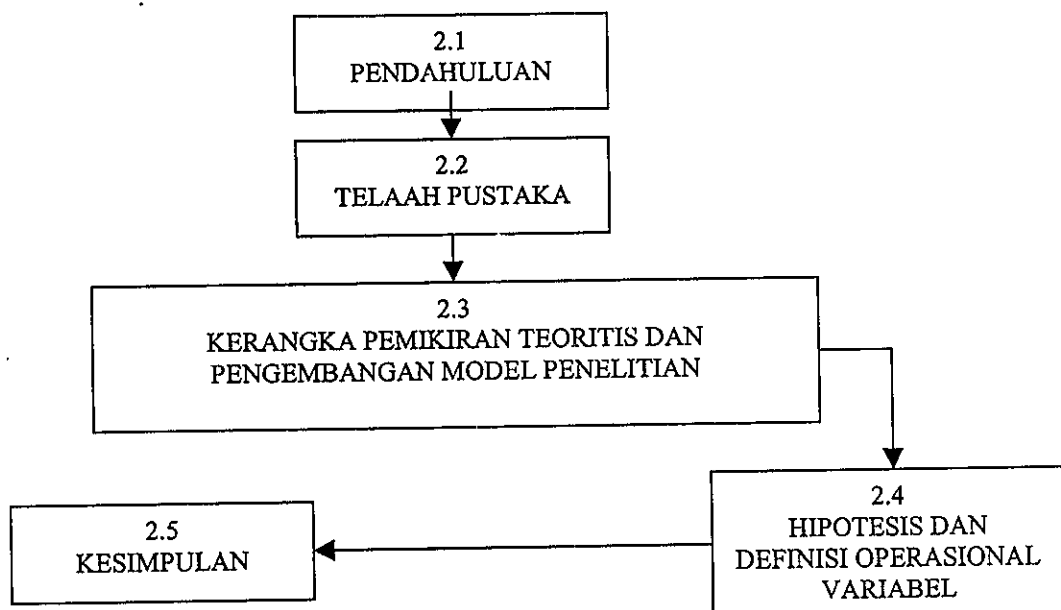 2.1
PENDAHULUAN
2.2
TELAAH PUSTAKA
2.3
KERANGKA PEMIKIRAN TEORITIS DAN
PENGEMBANGAN MODEL PENELITIAN
2.4
HIPOTESIS DAN
DEFINISI OPERASIONAL
VARIABEL
2.5
KESIMPULAN